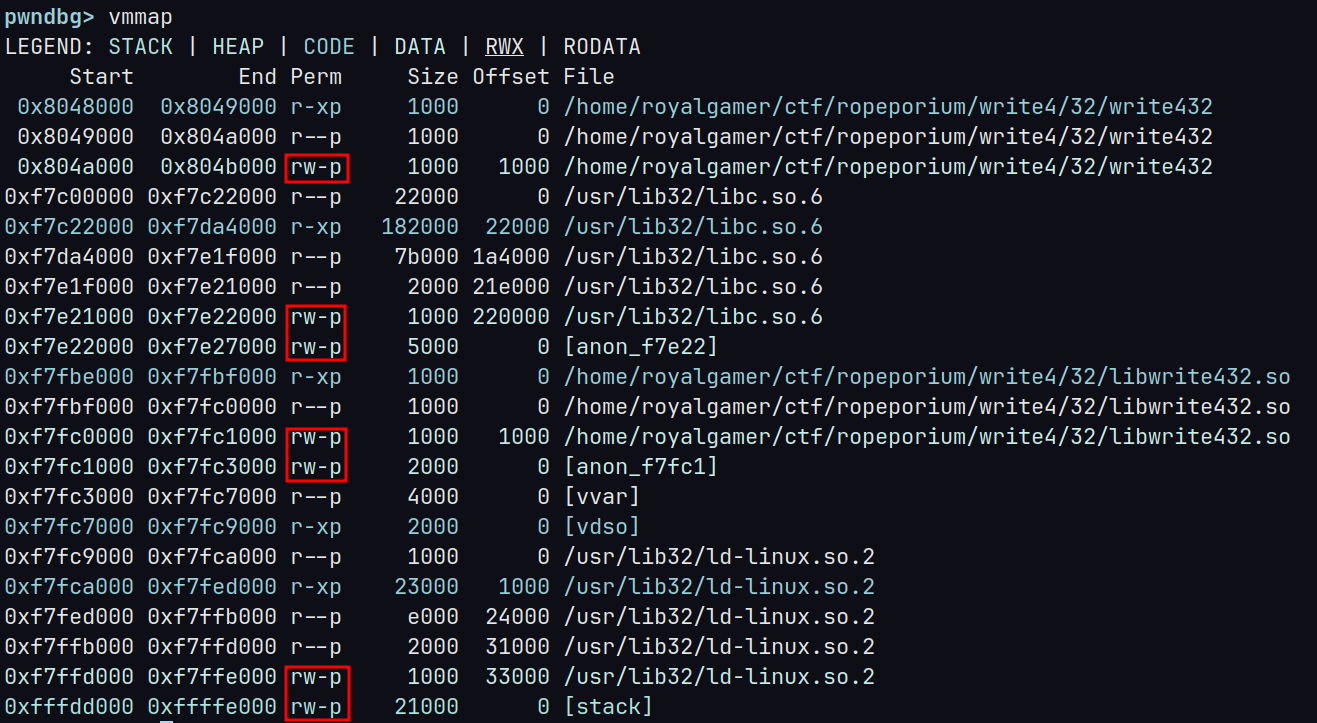 pwndbg> vmmap
LEGEND: STACK | HEAP | CODE | DATA | RWX | RODATA
     Start        End Perm     Size Offset File
 0x8048000  0x8049000 r-xp     1000      0 /home/royalgamer/ctf/ropeporium/write4/32/write432
 0x8049000  0x804a000 r--p     1000      0 /home/royalgamer/ctf/ropeporium/write4/32/write432
 0x804a000  0x804b000 rw-p     1000   1000 /home/royalgamer/ctf/ropeporium/write4/32/write432
0xf7c00000 0xf7c22000 r--p    22000      0 /usr/lib32/libc.so.6
0xf7c22000 0xf7da4000 r-xp   182000  22000 /usr/lib32/libc.so.6
0xf7da4000 0xf7e1f000 r--p    7b000 1a4000 /usr/lib32/libc.so.6
0xf7e1f000 0xf7e21000 r--p     2000 21e000 /usr/lib32/libc.so.6
0xf7e21000 0xf7e22000 rw-p     1000 220000 /usr/lib32/libc.so.6
0xf7e22000 0xf7e27000 rw-p     5000      0 [anon_f7e22]
0xf7fbe000 0xf7fbf000 r-xp     1000      0 /home/royalgamer/ctf/ropeporium/write4/32/libwrite432.so
0xf7fbf000 0xf7fc0000 r--p     1000      0 /home/royalgamer/ctf/ropeporium/write4/32/libwrite432.so
0xf7fc0000 0xf7fc1000 rw-p     1000   1000 /home/royalgamer/ctf/ropeporium/write4/32/libwrite432.so
0xf7fc1000 0xf7fc3000 rw-p     2000      0 [anon_f7fc1]
0xf7fc3000 0xf7fc7000 r--p     4000      0 [vvar]
0xf7fc7000 0xf7fc9000 r-xp     2000      0 [vdso]
0xf7fc9000 0xf7fca000 r--p     1000      0 /usr/lib32/ld-linux.so.2
0xf7fca000 0xf7fed000 r-xp    23000   1000 /usr/lib32/ld-linux.so.2
0xf7fed000 0xf7ffb000 r--p     e000  24000 /usr/lib32/ld-linux.so.2
0xf7ffb000 0xf7ffd000 r--p     2000  31000 /usr/lib32/ld-linux.so.2
0xf7ffd000 0xf7ffe000 rw-p     1000  33000 /usr/lib32/ld-linux.so.2
0xfffdd000 0xffffe000 rw-p    21000      0 [stack]